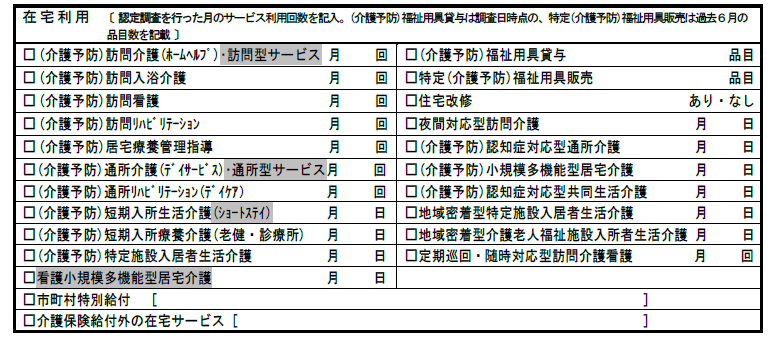 在宅利用 〔 認定調査を行った月のサービス利用回数を記入。(介護予防)福祉用具貸与は調査日時点の、特定(介護予防)福祉用具販売は過去６月の
品目数を記載 〕
□(介護予防)訪問介護(ﾎｰﾑﾍﾙﾌﾟ)・訪問型サービス 月 回 □(介護予防)福祉用具貸与 品目
□(介護予防)訪問入浴介護 月 回 □特定(介護予防)福祉用具販売 品目
□(介護予防)訪問看護 月 回 □住宅改修 あり・なし
□(介護予防)訪問ﾘﾊﾋﾞﾘﾃｰｼｮﾝ 月 回 □夜間対応型訪問介護 月 日
□(介護予防)居宅療養管理指導 月 回 □(介護予防)認知症対応型通所介護 月 日
□(介護予防)通所介護(ﾃﾞｲｻｰﾋﾞｽ)・通所型サービス 月 回 □(介護予防)小規模多機能型居宅介護 月 日
□(介護予防)通所ﾘﾊﾋﾞﾘﾃｰｼｮﾝ(ﾃﾞｲｹｱ) 月 回 □(介護予防)認知症対応型共同生活介護 月 日
□(介護予防)短期入所生活介護(ｼｮｰﾄｽﾃｲ) 月 日 □地域密着型特定施設入居者生活介護 月 日
□(介護予防)短期入所療養介護(老健・診療所) 月 日 □地域密着型介護老人福祉施設入所者生活介護 月 日
□(介護予防)特定施設入居者生活介護 月 日 □定期巡回・随時対応型訪問介護看護 月 回
□看護小規模多機能型居宅介護 月 日
□市町村特別給付 [ ]
□介護保険給付外の在宅サービス [ ]